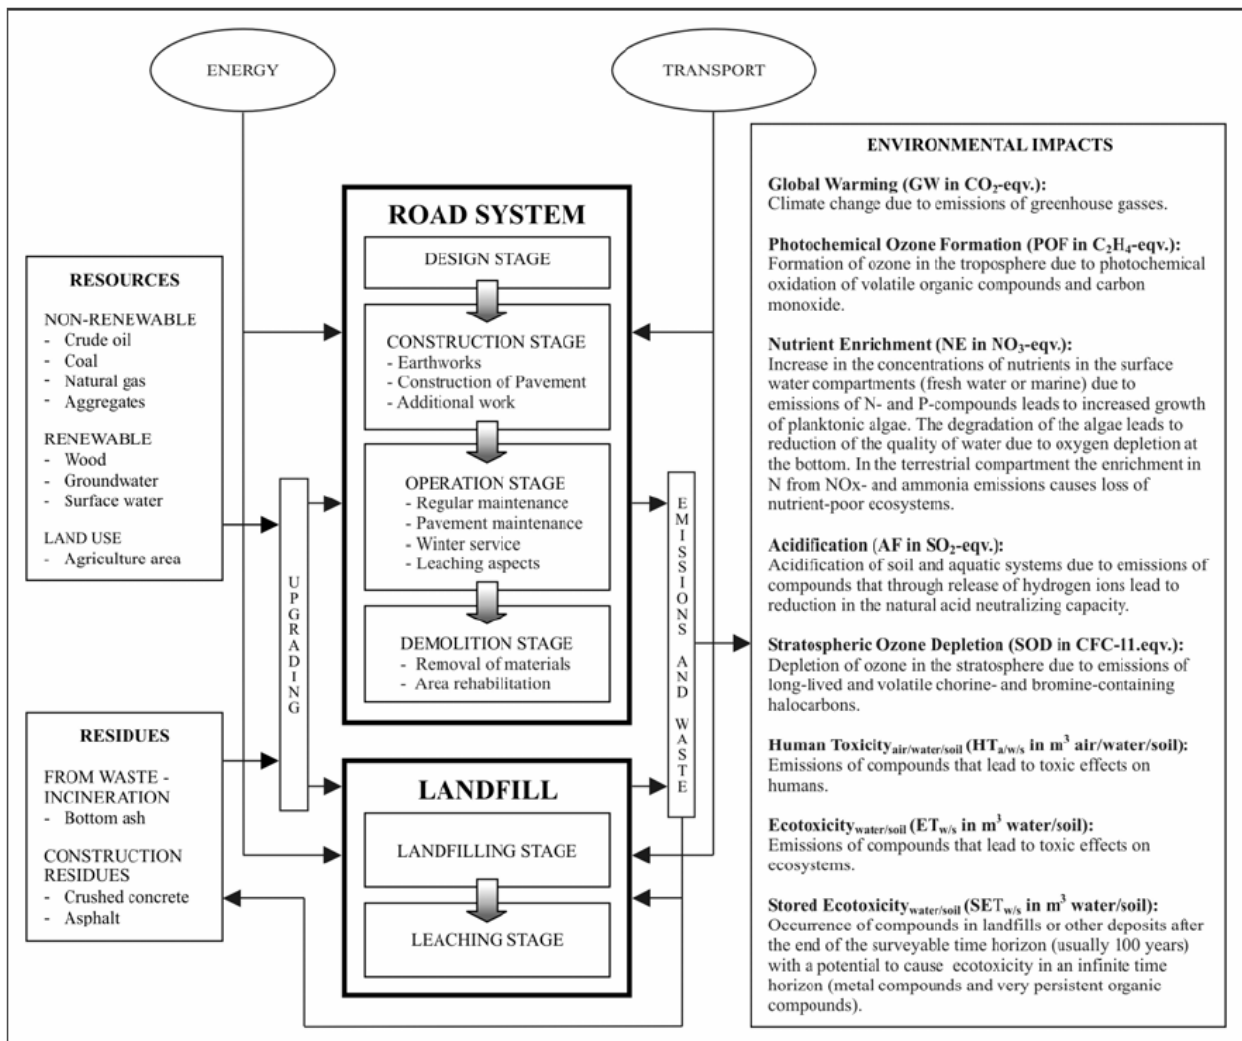 ENERGY
TRANSPORT
RESOURCES
NON-RENEWABLE
- Crude oil
- Coal
- Natural gas
- Aggregates
RENEWABLE
- Wood
- Groundwater
- Surface water
LAND USE
- Agriculture area
RESIDUES
FROM WASTE -
INCINERATION
- Bottom ash
CONSTRUCTION
RESIDUES
- Crushed concrete
- Asphalt
UPGRADING
ROAD SYSTEM
DESIGN STAGE
CONSTRUCTION STAGE
- Earthworks
- Construction of Pavement
- Additional work
OPERATION STAGE
- Regular maintenance
- Pavement maintenance
- Winter service
- Leaching aspects
DEMOLITION STAGE
- Removal of materials
- Area rehabilitation
LANDFILL
LANDFILLING STAGE
LEACHING STAGE
EMISSIONS AND WASTE
ENVIRONMENTAL IMPACTS
Global Warming (GW in CO₂-eqv.):
Climate change due to emissions of greenhouse gasses.
Photochemical Ozone Formation (POF in C₂H₄-eqv.):
Formation of ozone in the troposphere due to photochemical
oxidation of volatile organic compounds and carbon
monoxide.
Nutrient Enrichment (NE in NO₃-eqv.):
Increase in the concentrations of nutrients in the surface
water compartments (fresh water or marine) due to
emissions of N- and P-compounds leads to increased growth
of planktonic algae. The degradation of the algae leads to
reduction of the quality of water due to oxygen depletion at
the bottom. In the terrestrial compartment the enrichment in
N from NOx- and ammonia emissions causes loss of
nutrient-poor ecosystems.
Acidification (AF in SO₂-eqv.):
Acidification of soil and aquatic systems due to emissions of
compounds that through release of hydrogen ions lead to
reduction in the natural acid neutralizing capacity.
Stratospheric Ozone Depletion (SOD in CFC-11.eqv.):
Depletion of ozone in the stratosphere due to emissions of
long-lived and volatile chorine- and bromine-containing
halocarbons.
Human Toxicity air/water/soil (HT a/w/s in m³ air/water/soil):
Emissions of compounds that lead to toxic effects on
humans.
Ecotoxicity water/soil (ET w/s in m³ water/soil):
Emissions of compounds that lead to toxic effects on
ecosystems.
Stored Ecotoxicity water/soil (SET w/s in m³ water/soil):
Occurrence of compounds in landfills or other deposits after
the end of the surveyable time horizon (usually 100 years)
with a potential to cause ecotoxicity in an infinite time
horizon (metal compounds and very persistent organic
compounds).